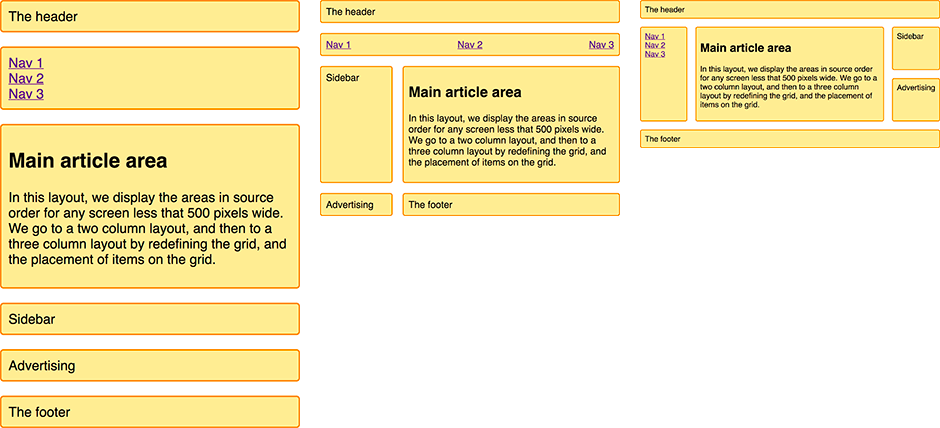 The header
Nav 1
Nav 2
Nav 3
Main article area
In this layout, we display the areas in source
order for any screen less that 500 pixels wide.
We go to a two column layout, and then to a
three column layout by redefining the grid, and
the placement of items on the grid.
Sidebar
Advertising
The footer
The header
Nav 1 Nav 2 Nav 3
Sidebar
Main article area
In this layout, we display the areas in source
order for any screen less that 500 pixels wide.
We go to a two column layout, and then to a
three column layout by redefining the grid, and
the placement of items on the grid.
Advertising
The footer
The header
Nav 1
Nav 2
Nav 3
Main article area
In this layout, we display the areas in source order
for any screen less that 500 pixels wide. We go to a
two column layout, and then to a three column
layout by redefining the grid, and the placement of
items on the grid.
Sidebar
Advertising
The footer